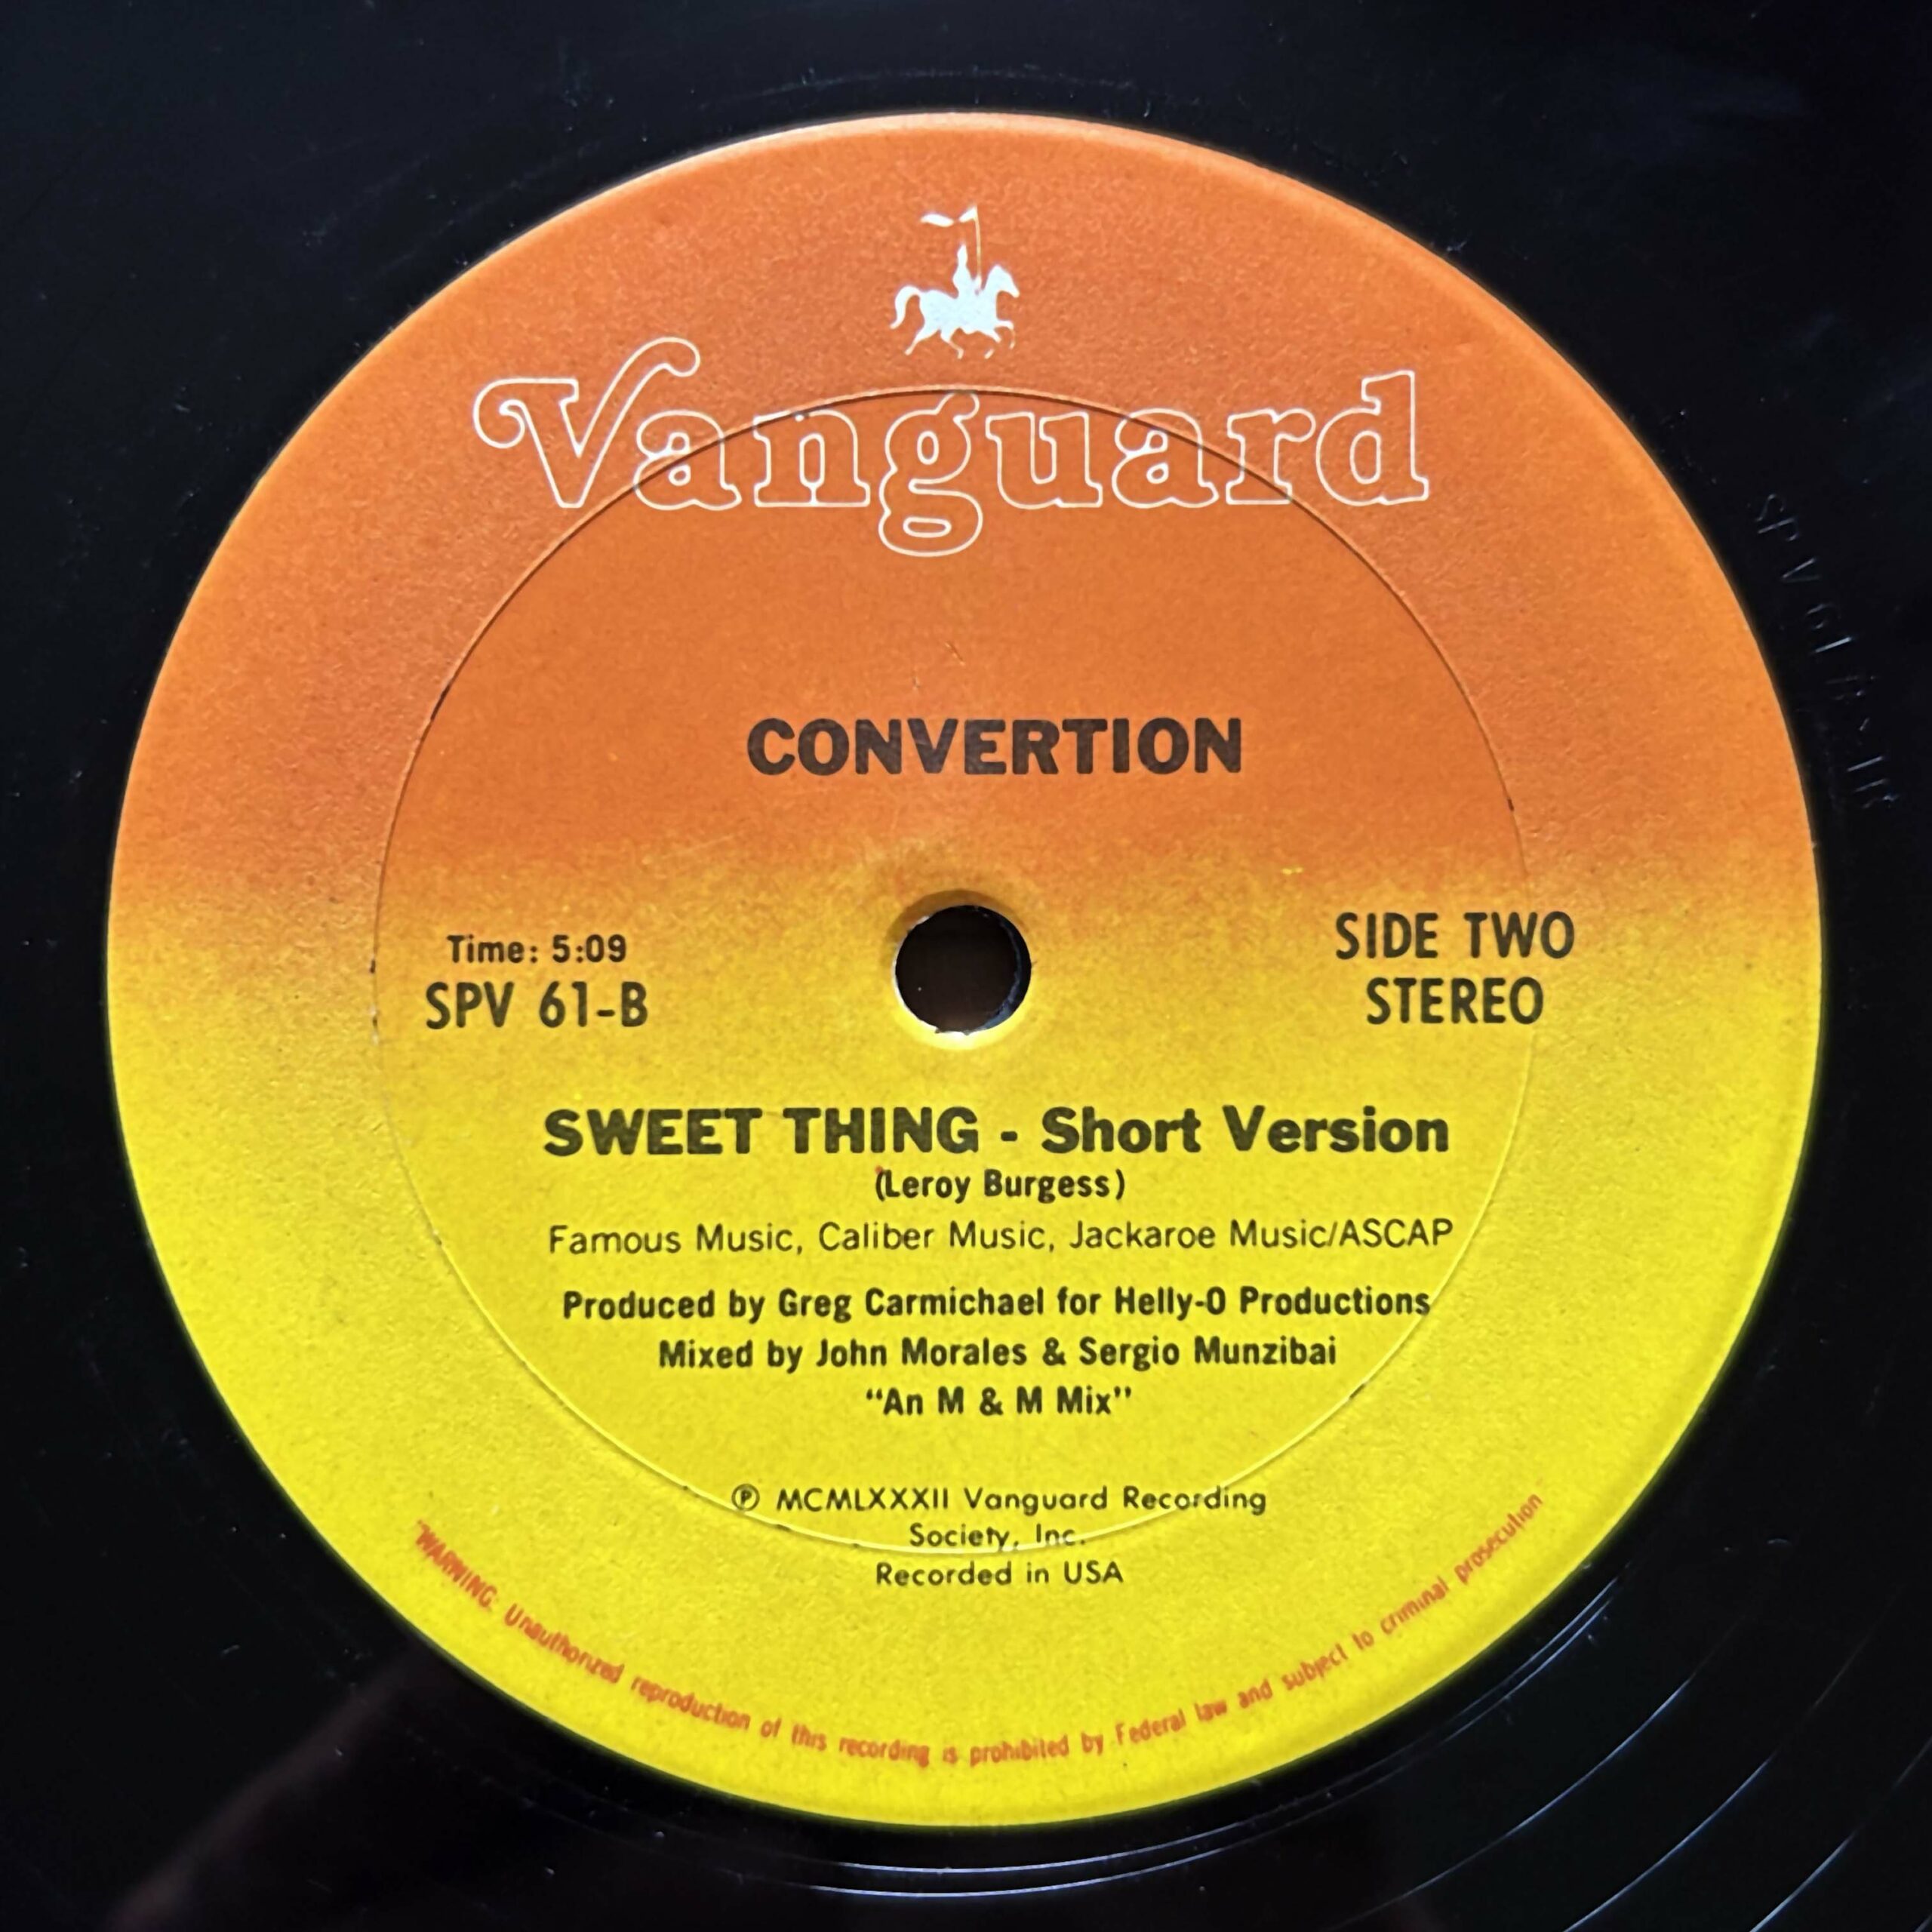 Vanguard
CONVERTION
Time: 5:09
SPV 61-B
SIDE TWO
STEREO
SWEET THING - Short Version
(Leroy Burgess)
Famous Music, Caliber Music, Jackaroe Music/ASCAP
Produced by Greg Carmichael for Helly-O Productions
Mixed by John Morales & Sergio Munzibai
“An M & M Mix”
Ⓟ MCMLXXXII Vanguard Recording
Society, Inc.
Recorded in USA
"WARNING: Unauthorized reproduction of this recording is prohibited by Federal law and subject to criminal prosecution
SPV 61 B